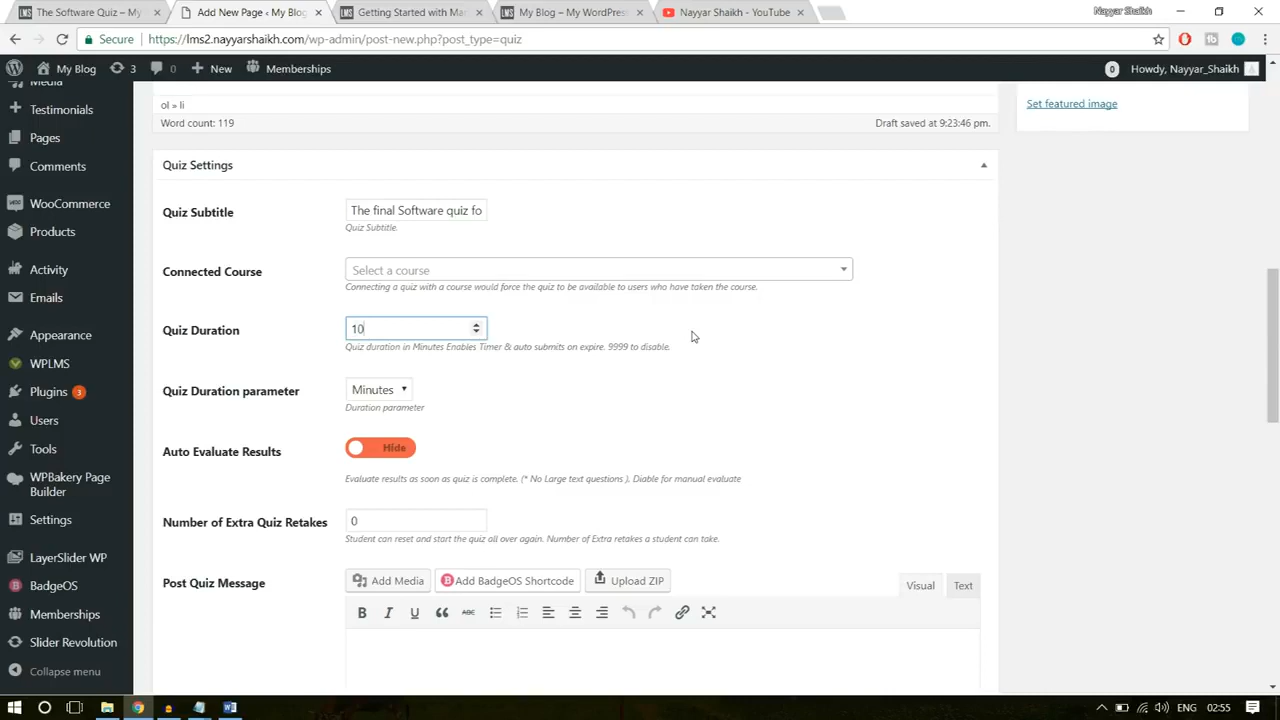 The Software Quiz – My
Add New Page ‹ My Blog
Getting Started with Mar
My Blog – My WordPress
Nayyar Shaikh - YouTube
Nayyar Shaikh
Secure
https://lms2.nayyarshaikh.com/wp-admin/post-new.php?post_type=quiz
My Blog
3
0
New
Memberships
0
Howdy, Nayyar_Shaikh
Media
Testimonials
Pages
Comments
WooCommerce
Products
Activity
Emails
Appearance
WPLMS
Plugins 3
Users
Tools
WPBakery Page
Builder
Settings
LayerSlider WP
BadgeOS
Memberships
Slider Revolution
Collapse menu
ol » li
Word count: 119
Draft saved at 9:23:46 pm.
Set featured image
Quiz Settings
Quiz Subtitle
The final Software quiz fo
Quiz Subtitle.
Connected Course
Select a course
Connecting a quiz with a course would force the quiz to be available to users who have taken the course.
Quiz Duration
10
Quiz duration in Minutes Enables Timer & auto submits on expire. 9999 to disable.
Quiz Duration parameter
Minutes
Duration parameter
Auto Evaluate Results
Hide
Evaluate results as soon as quiz is complete. (* No Large text questions ), Diable for manual evaluate
Number of Extra Quiz Retakes
0
Student can reset and start the quiz all over again. Number of Extra retakes a student can take.
Post Quiz Message
Add Media
Add BadgeOS Shortcode
Upload ZIP
Visual
Text
ENG
02:55